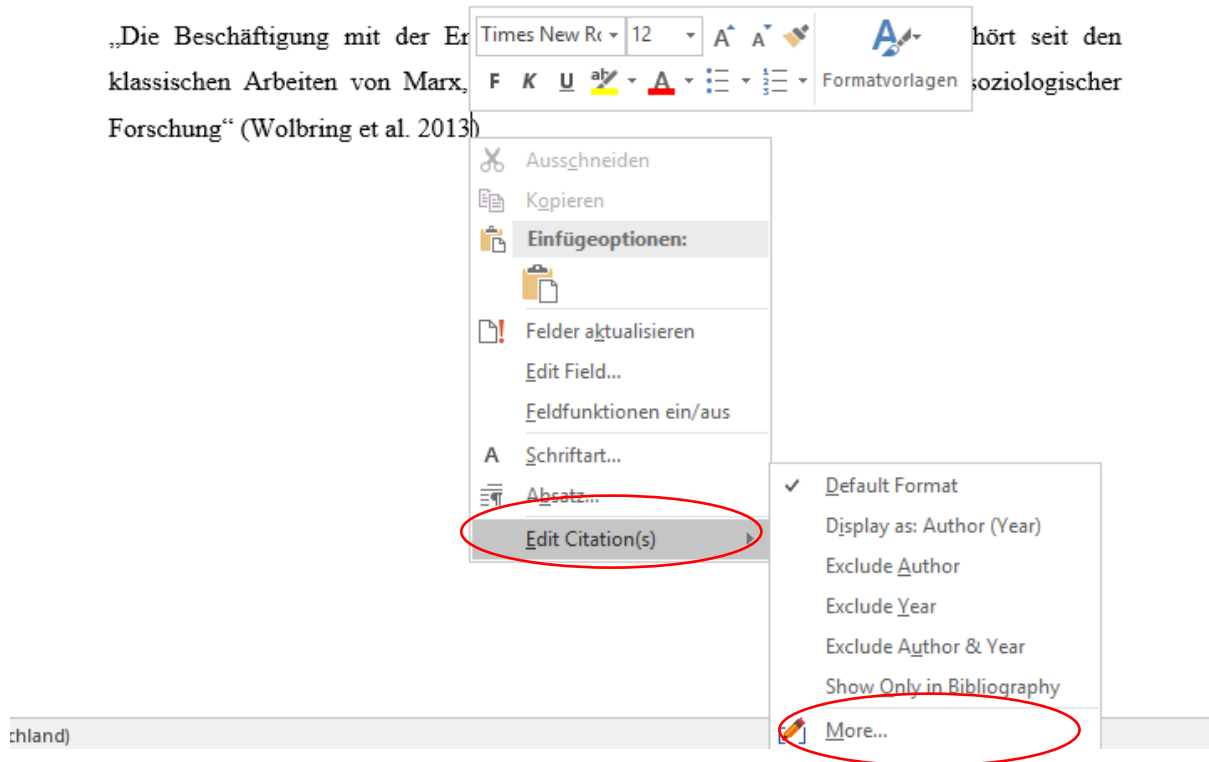 „Die Beschäftigung mit der Er
hört seit den
klassischen Arbeiten von Marx,
soziologischer
Forschung“ (Wolbring et al. 2013)
Times New Rc
12
A A
F K U aby A
Formatvorlagen
Ausschneiden
Kopieren
Einfügeoptionen:
Felder aktualisieren
Edit Field...
Feldfunktionen ein/aus
A Schriftart...
Absatz...
Edit Citation(s)
Default Format
Display as: Author (Year)
Exclude Author
Exclude Year
Exclude Author & Year
Show Only in Bibliography
More...
chland)